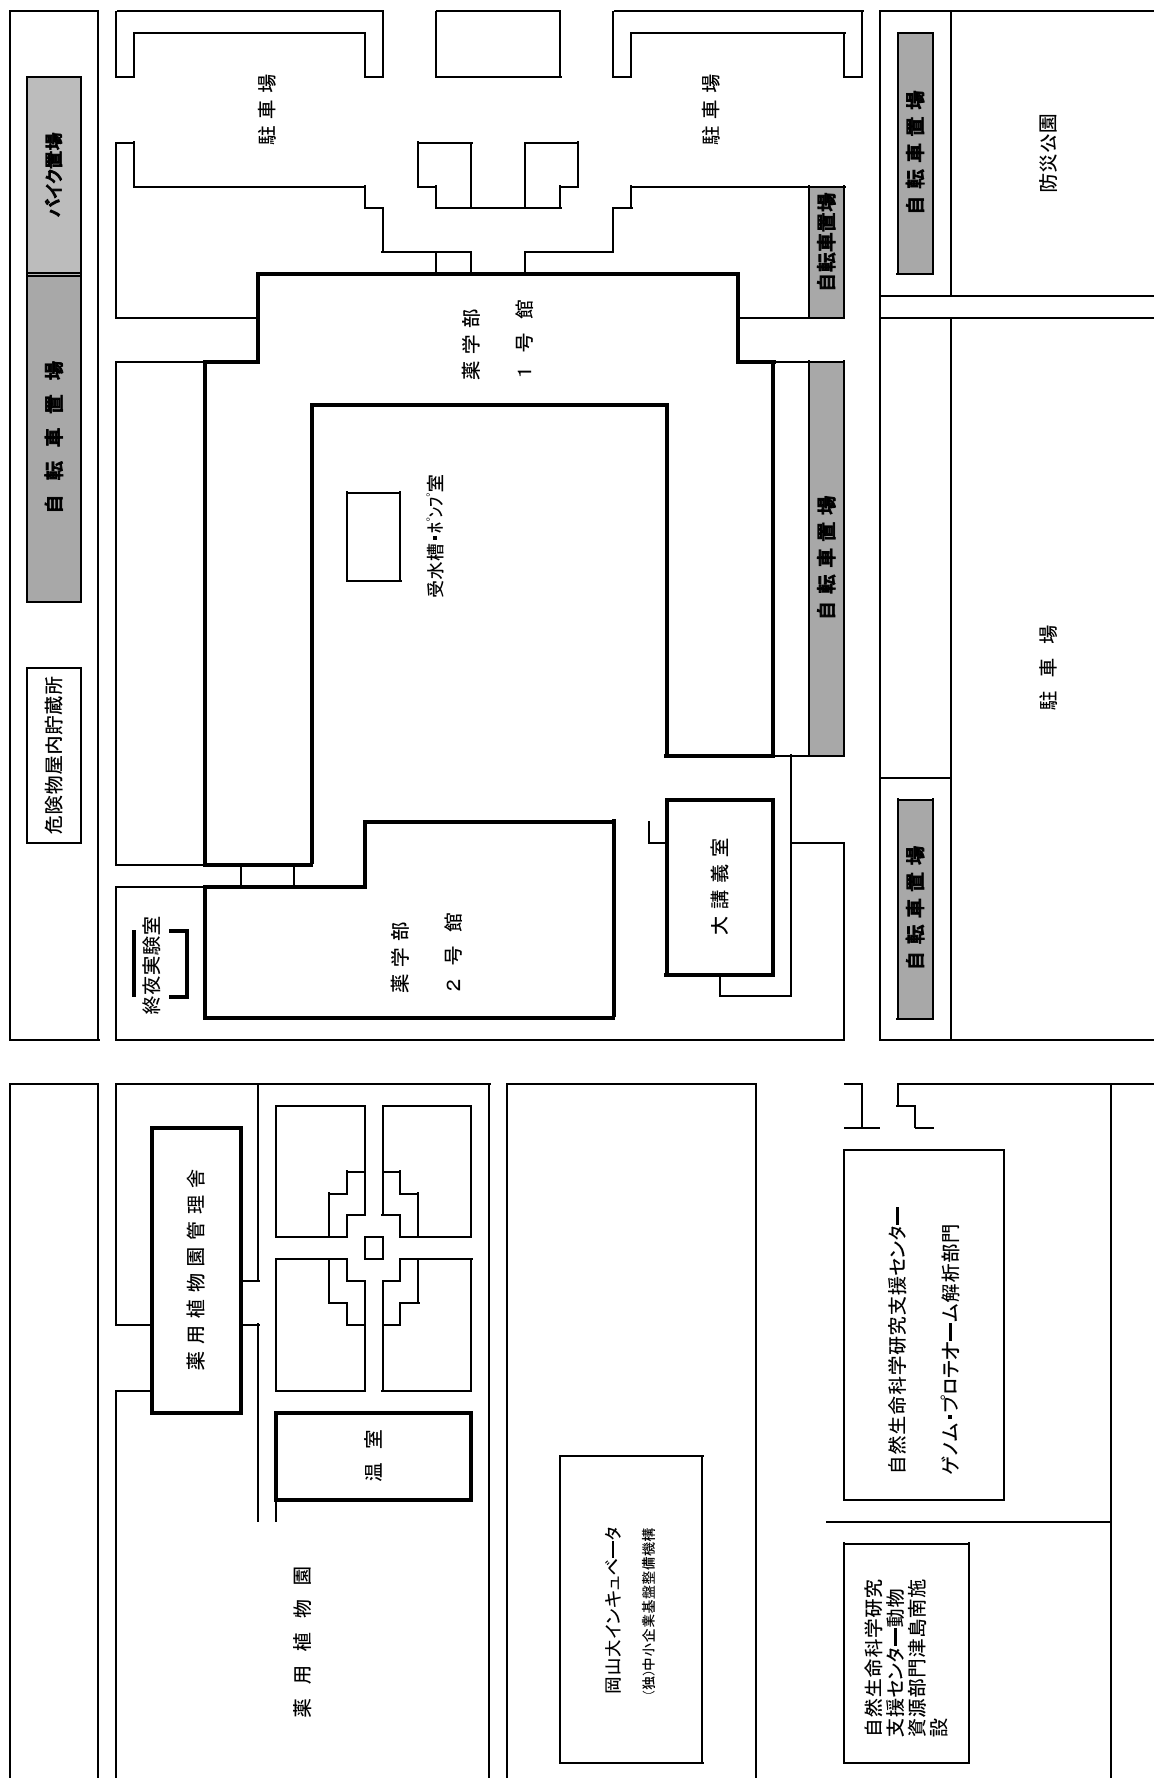 バイク置場
自転車置場
危険物屋内貯蔵所
駐車場
駐車場
自転車置場
自転車置場
防災公園
薬学部
1号館
受水槽・ポンプ室
自転車置場
駐車場
終夜実験室
薬学部
2号館
大講義室
自転車置場
薬用植物園管理舎
温室
薬用植物園
岡山大インキュベータ
(独)中小企業基盤整備機構
自然生命科学研究支援センター
ゲノム・プロテオーム解析部門
自然生命科学研究
支援センター動物
資源部門津島南施
設